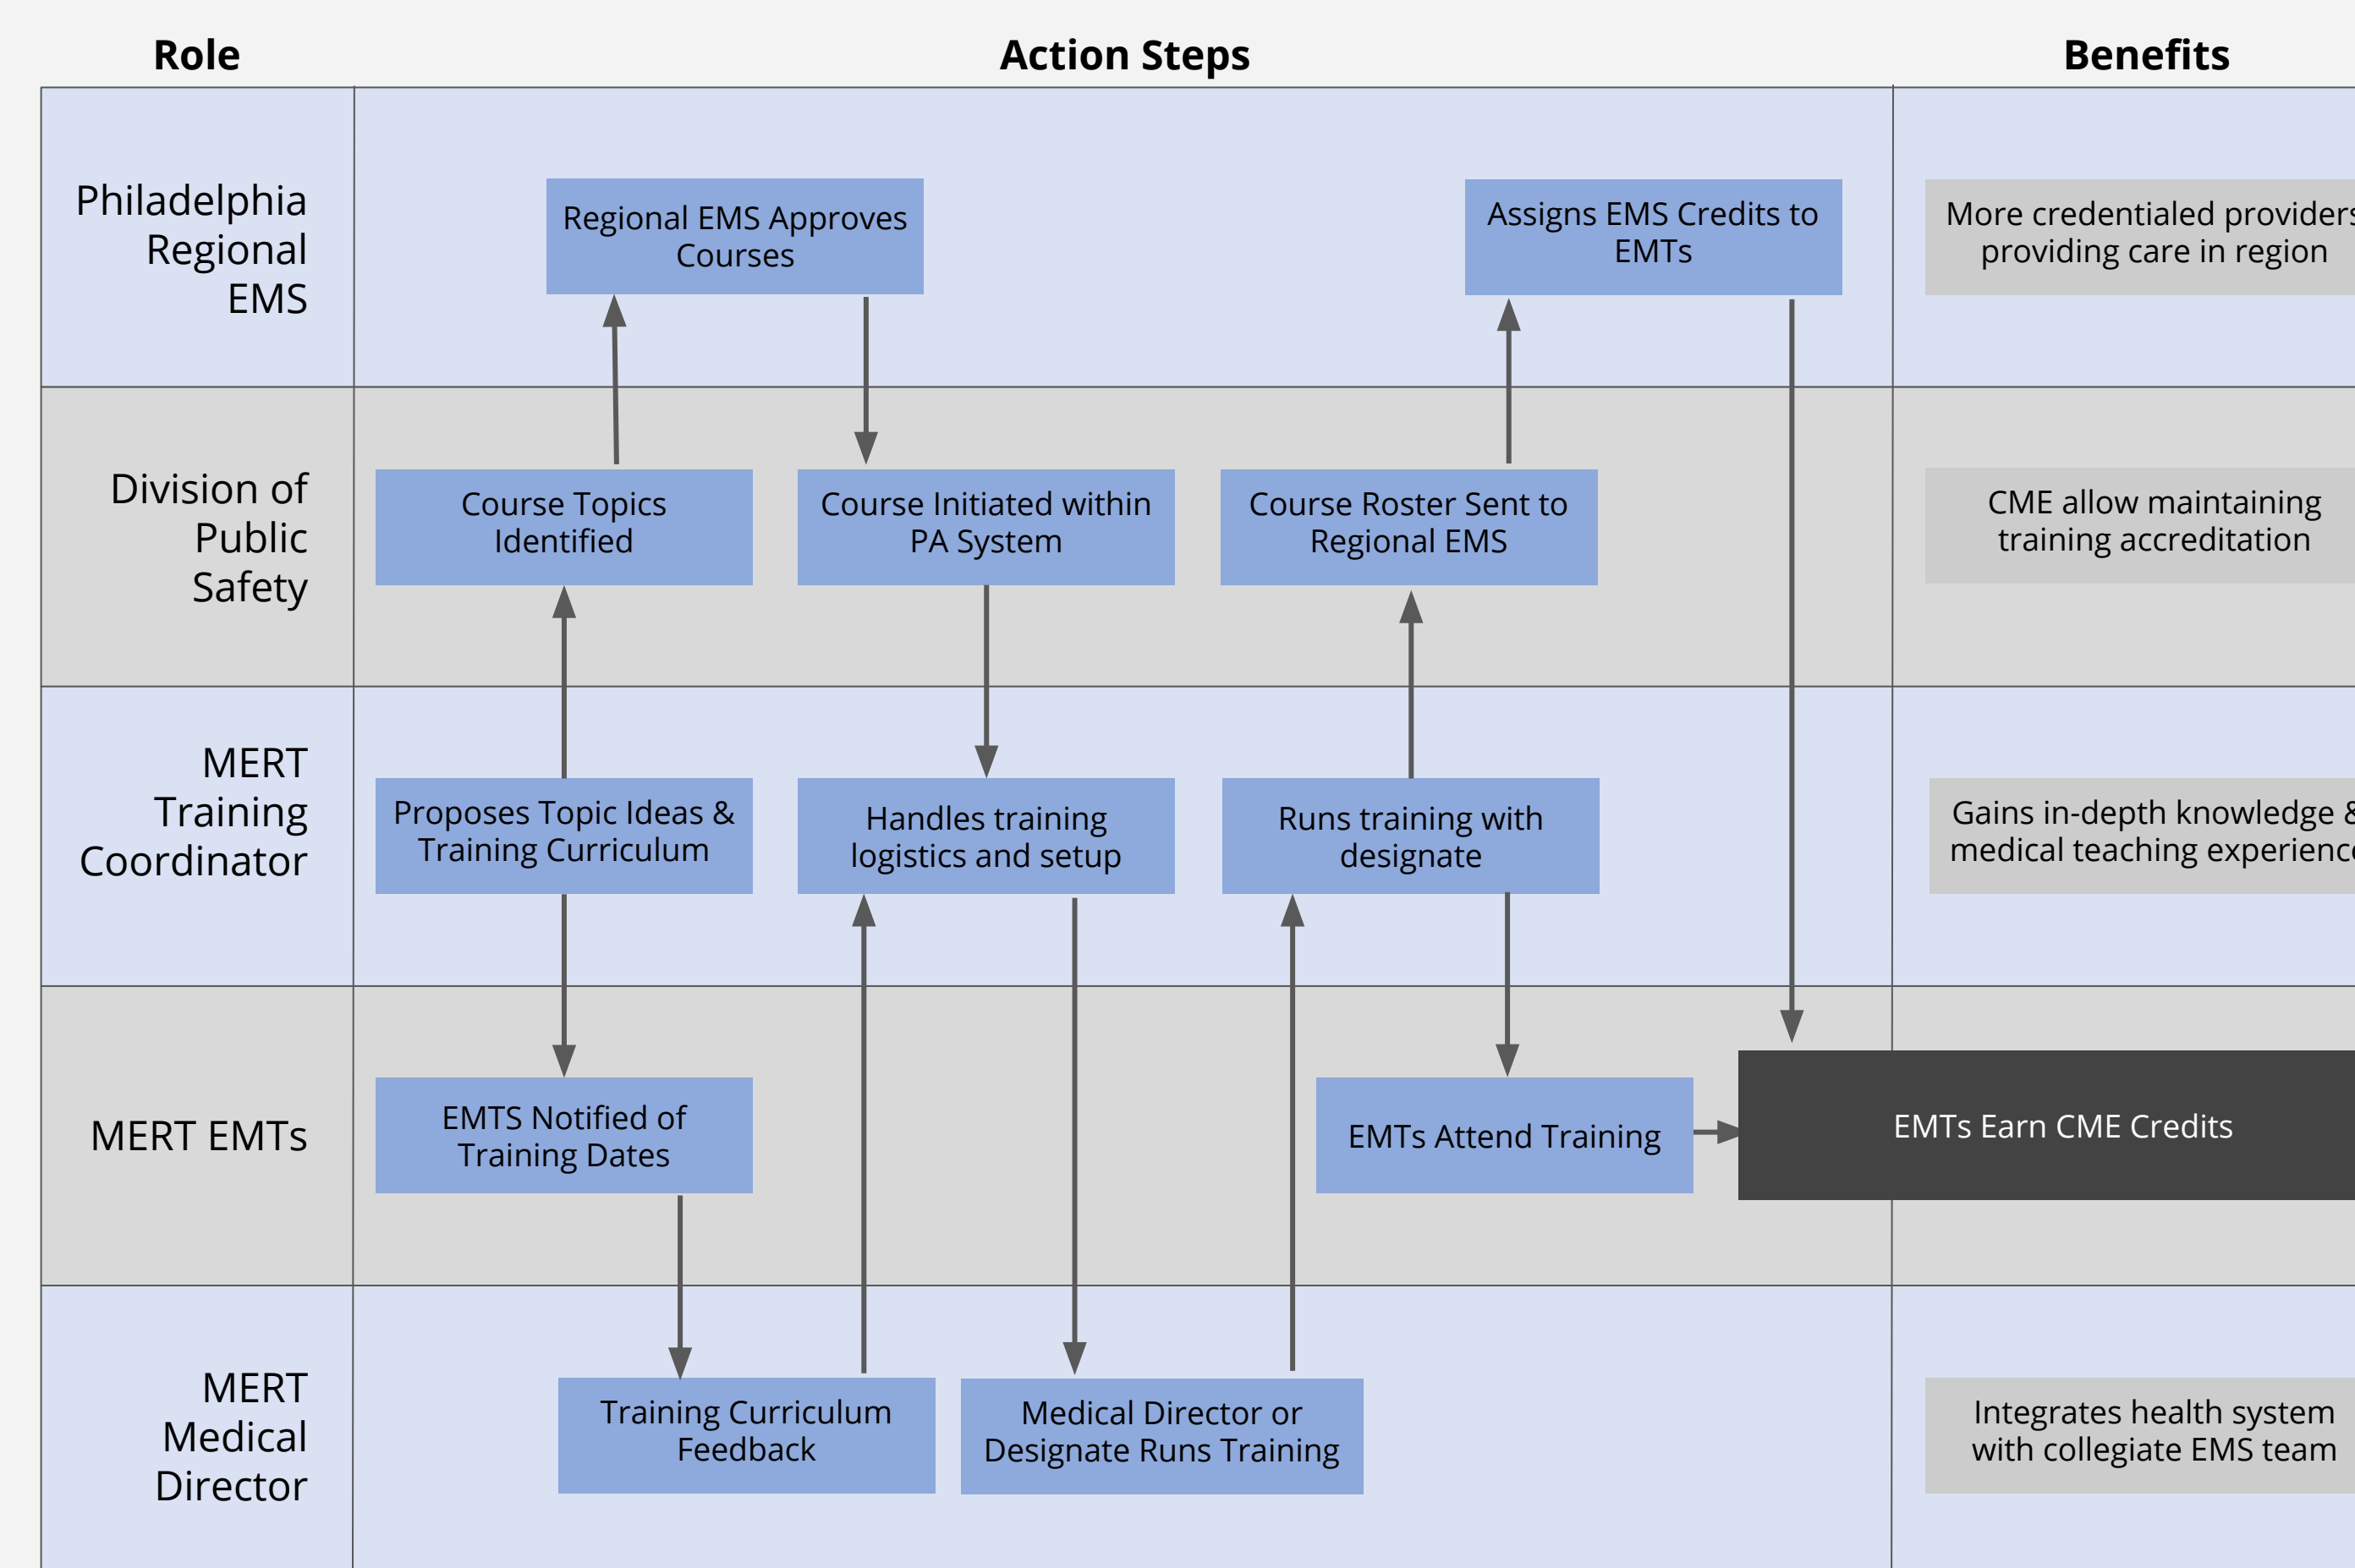 Role
Action Steps
Benefits
Philadelphia
Regional
EMS
Regional EMS Approves
Courses
Assigns EMS Credits to
EMTs
More credentialed providers
providing care in region
Division of
Public
Safety
Course Topics
Identified
Course Initiated within
PA System
Course Roster Sent to
Regional EMS
CME allow maintaining
training accreditation
MERT
Training
Coordinator
Proposes Topic Ideas &
Training Curriculum
Handles training
logistics and setup
Runs training with
designate
Gains in-depth knowledge &
medical teaching experience
MERT EMTs
EMTS Notified of
Training Dates
EMTs Attend Training
EMTs Earn CME Credits
MERT
Medical
Director
Training Curriculum
Feedback
Medical Director or
Designate Runs Training
Integrates health system
with collegiate EMS team